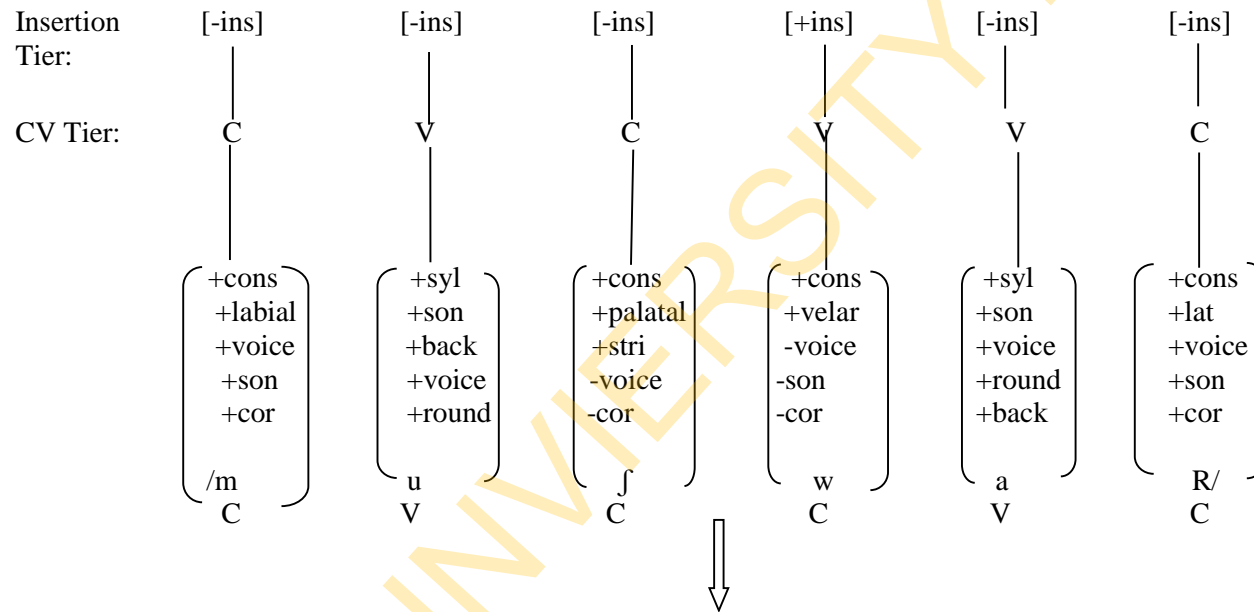 Insertion [-ins] [-ins] [-ins] [+ins] [-ins] [-ins]
Tier:
CV Tier: C V C V V C
+cons +syl +cons +cons +syl +cons
+labial +son +palatal +velar +son +lat
+voice +back +stri -voice +voice +voice
+son +voice -voice -son +round +son
+cor +round -cor -cor +back +cor
/m u ʃ w a R/
C V C C V C
INVIERSITY